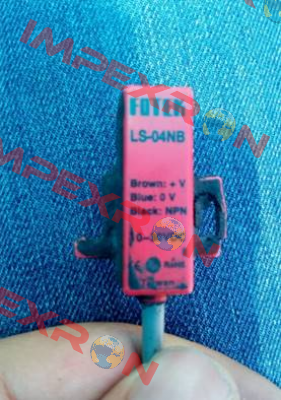 FOTEK
LS-04NB
Brown: + V
Blue: 0 V
Black: NPN
IMPEXRON
IMPEXRON
IMPEXRON